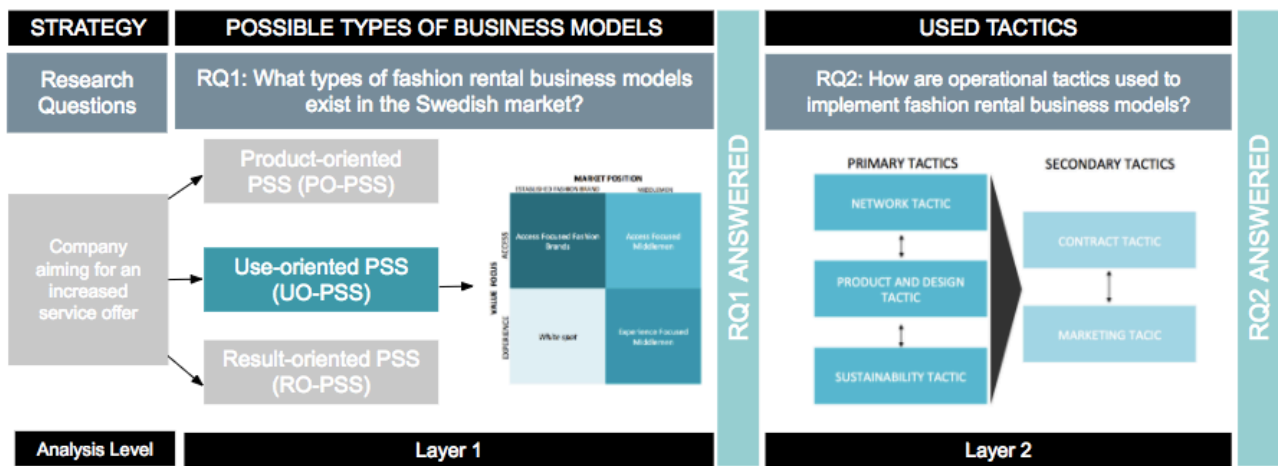 STRATEGY
POSSIBLE TYPES OF BUSINESS MODELS
USED TACTICS
Research
Questions
RQ1: What types of fashion rental business models
exist in the Swedish market?
RQ2: How are operational tactics used to
implement fashion rental business models?
Company
aiming for an
increased
service offer
Product-oriented
PSS (PO-PSS)
Use-oriented PSS
(UO-PSS)
Result-oriented PSS
(RO-PSS)
MARKET POSITION
ESTABLISHED FASHION BRAND
MIDDLEMEN
VALUE FOCUS
ACCESS
EXPERIENCE
Access Focused Fashion
Brands
Access Focused
Middlemen
White spot
Experience Focused
Middlemen
RQ1 ANSWERED
PRIMARY TACTICS
NETWORK TACTIC
PRODUCT AND DESIGN
TACTIC
SUSTAINABILITY TACTIC
SECONDARY TACTICS
CONTRACT TACTIC
MARKETING TACIC
RQ2 ANSWERED
Analysis Level
Layer 1
Layer 2